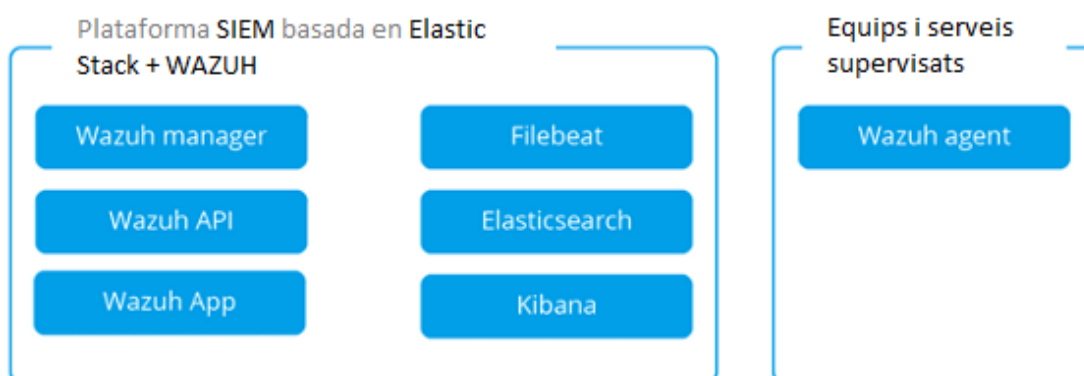 Plataforma SIEM basada en Elastic
Stack + WAZUH
Wazuh manager
Filebeat
Wazuh API
Elasticsearch
Wazuh App
Kibana
Equips i serveis
supervisats
Wazuh agent